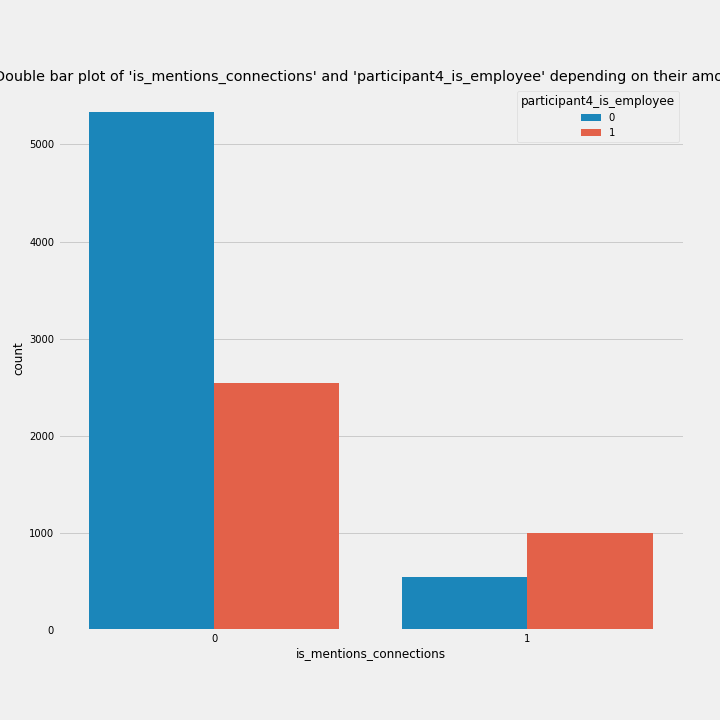 Double bar plot of 'is_mentions_connections' and 'participant4_is_employee' depending on their amo
participant4_is_employee
0
1
5000
4000
3000
2000
1000
0
count
0
1
is_mentions_connections